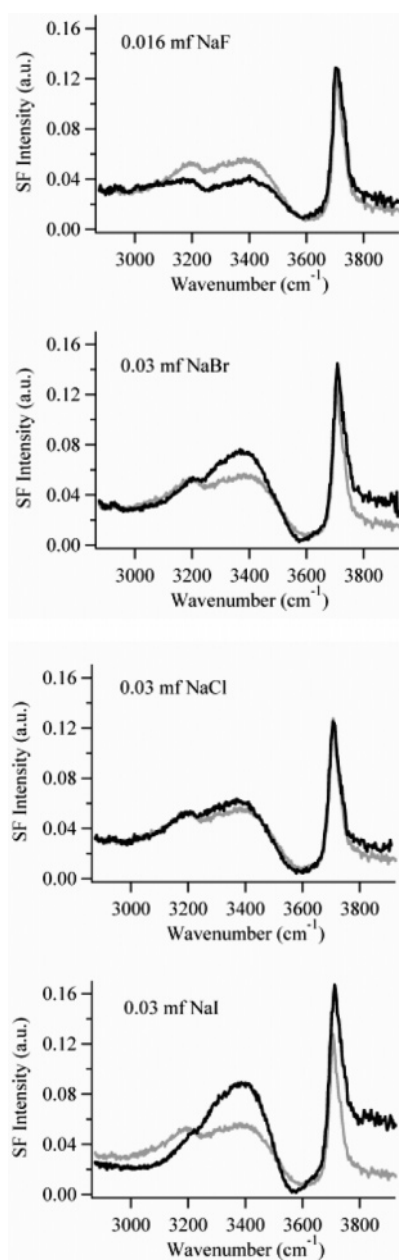 0.16
0.016 mf NaF
0.12
0.08
0.04
0.00
SF Intensity (a.u.)
3000 3200 3400 3600 3800
Wavenumber (cm⁻¹)
0.16
0.03 mf NaBr
0.12
0.08
0.04
0.00
SF Intensity (a.u.)
3000 3200 3400 3600 3800
Wavenumber (cm⁻¹)
0.16
0.03 mf NaCl
0.12
0.08
0.04
0.00
SF Intensity (a.u.)
3000 3200 3400 3600 3800
Wavenumber (cm⁻¹)
0.16
0.03 mf NaI
0.12
0.08
0.04
0.00
SF Intensity (a.u.)
3000 3200 3400 3600 3800
Wavenumber (cm⁻¹)